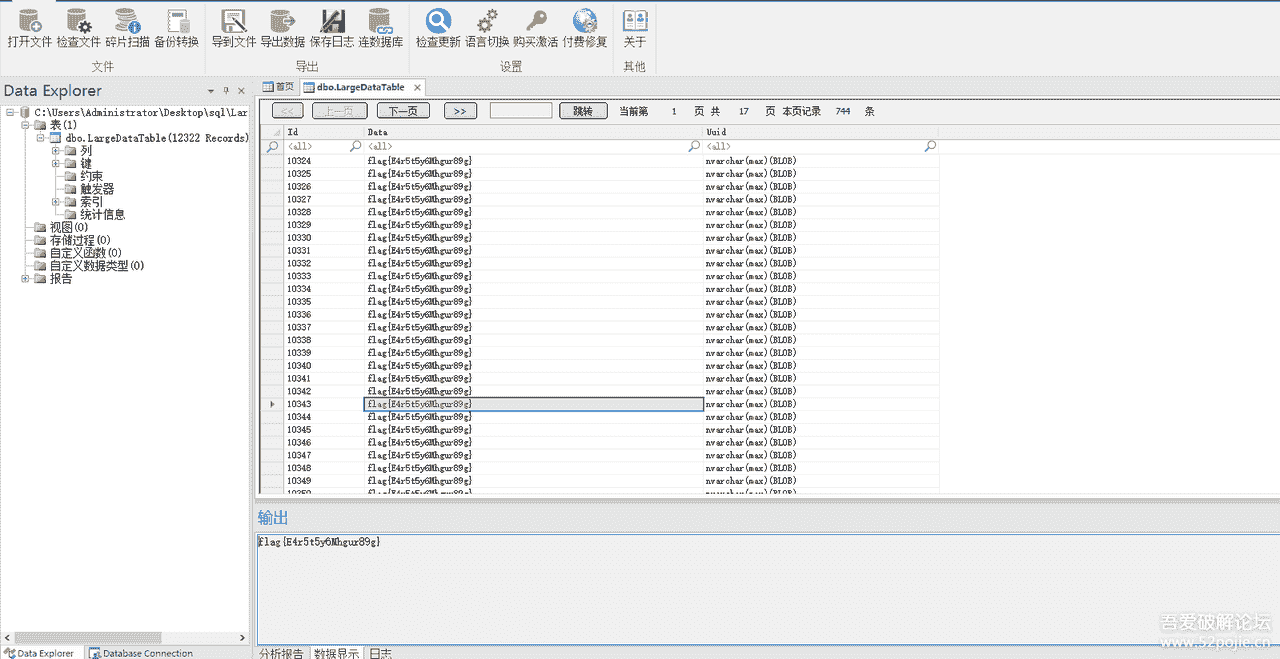 打开文件 检查文件 碎片扫描 备份转换 导到文件 导出数据 保存日志 连数据库 检查更新 语言切换 购买激活 付费修复 关于
文件 导出 设置 其他
Data Explorer
首页 dbo.LargeDataTable
<< 上一页 下一页 >> 跳转 当前第 1 页 共 17 页 本页记录 744 条
C:\Users\Administrator\Desktop\sql\Lar
表(1)
dbo.LargeDataTable(12322 Records)
列
键
约束
触发器
索引
统计信息
视图(0)
存储过程(0)
自定义函数(0)
自定义数据类型(0)
报告
Id Data Uuid
<all> <all> <all>
10324 flag{E4r5t5y6Mhgur89g} nvarchar(max)(BLOB)
10325 flag{E4r5t5y6Mhgur89g} nvarchar(max)(BLOB)
10326 flag{E4r5t5y6Mhgur89g} nvarchar(max)(BLOB)
10327 flag{E4r5t5y6Mhgur89g} nvarchar(max)(BLOB)
10328 flag{E4r5t5y6Mhgur89g} nvarchar(max)(BLOB)
10329 flag{E4r5t5y6Mhgur89g} nvarchar(max)(BLOB)
10330 flag{E4r5t5y6Mhgur89g} nvarchar(max)(BLOB)
10331 flag{E4r5t5y6Mhgur89g} nvarchar(max)(BLOB)
10332 flag{E4r5t5y6Mhgur89g} nvarchar(max)(BLOB)
10333 flag{E4r5t5y6Mhgur89g} nvarchar(max)(BLOB)
10334 flag{E4r5t5y6Mhgur89g} nvarchar(max)(BLOB)
10335 flag{E4r5t5y6Mhgur89g} nvarchar(max)(BLOB)
10336 flag{E4r5t5y6Mhgur89g} nvarchar(max)(BLOB)
10337 flag{E4r5t5y6Mhgur89g} nvarchar(max)(BLOB)
10338 flag{E4r5t5y6Mhgur89g} nvarchar(max)(BLOB)
10339 flag{E4r5t5y6Mhgur89g} nvarchar(max)(BLOB)
10340 flag{E4r5t5y6Mhgur89g} nvarchar(max)(BLOB)
10341 flag{E4r5t5y6Mhgur89g} nvarchar(max)(BLOB)
10342 flag{E4r5t5y6Mhgur89g} nvarchar(max)(BLOB)
10343 flag{E4r5t5y6Mhgur89g} nvarchar(max)(BLOB)
10344 flag{E4r5t5y6Mhgur89g} nvarchar(max)(BLOB)
10345 flag{E4r5t5y6Mhgur89g} nvarchar(max)(BLOB)
10346 flag{E4r5t5y6Mhgur89g} nvarchar(max)(BLOB)
10347 flag{E4r5t5y6Mhgur89g} nvarchar(max)(BLOB)
10348 flag{E4r5t5y6Mhgur89g} nvarchar(max)(BLOB)
10349 flag{E4r5t5y6Mhgur89g} nvarchar(max)(BLOB)
10350 flag{E4r5t5y6Mhgur89g} nvarchar(max)(BLOB)
输出
flag{E4r5t5y6Mhgur89g}
Data Explorer Database Connection
分析报告 数据显示 日志
吾爱破解论坛
www.52pojie.cn